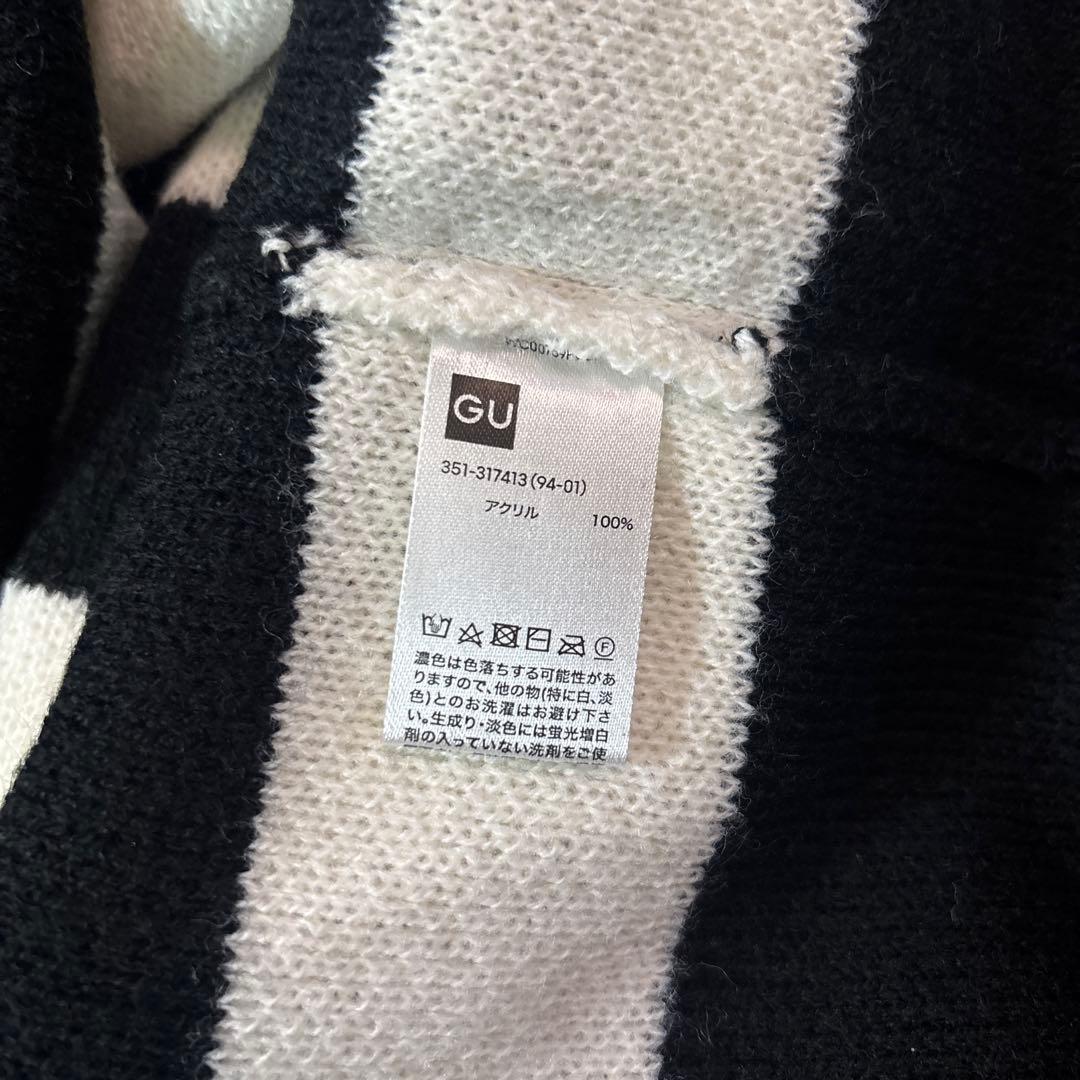 GU
351-317413(94-01)
アクリル 100%
F
濃色は色落ちする可能性があ
りますので、他の物(特に白、淡
色)とのお洗濯はお避け下さ
い。生成り・淡色には蛍光増白
剤の入っていない洗剤をご使